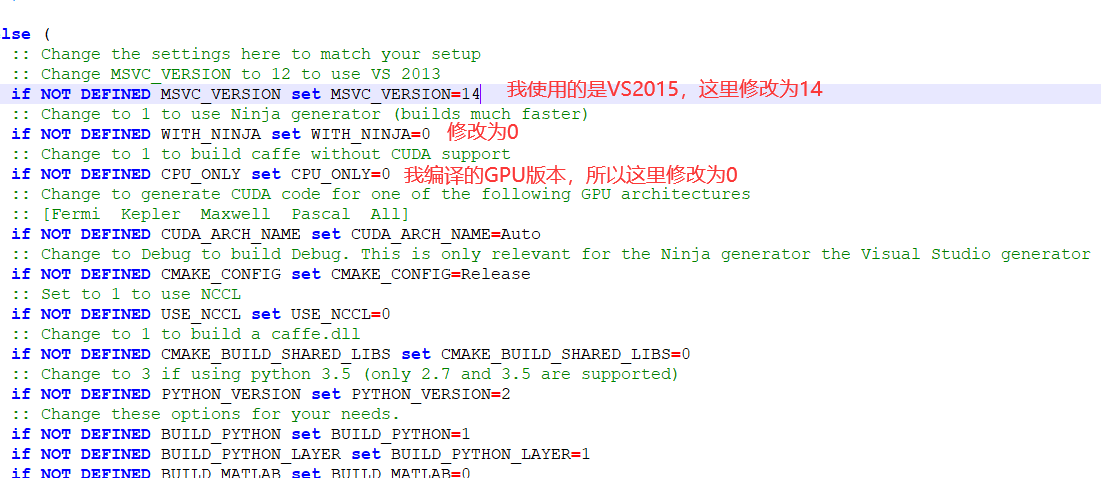 lse (
:: Change the settings here to match your setup
:: Change MSVC_VERSION to 12 to use VS 2013
if NOT DEFINED MSVC_VERSION set MSVC_VERSION=14 我使用的是VS2015，这里修改为14
:: Change to 1 to use Ninja generator (builds much faster)
if NOT DEFINED WITH_NINJA set WITH_NINJA=0 修改为0
:: Change to 1 to build caffe without CUDA support
if NOT DEFINED CPU_ONLY set CPU_ONLY=0 我编译的GPU版本，所以这里修改为0
:: Change to generate CUDA code for one of the following GPU architectures
:: [Fermi  Kepler  Maxwell  Pascal  All]
if NOT DEFINED CUDA_ARCH_NAME set CUDA_ARCH_NAME=Auto
:: Change to Debug to build Debug. This is only relevant for the Ninja generator the Visual Studio generator
if NOT DEFINED CMAKE_CONFIG set CMAKE_CONFIG=Release
:: Set to 1 to use NCCL
if NOT DEFINED USE_NCCL set USE_NCCL=0
:: Change to 1 to build a caffe.dll
if NOT DEFINED CMAKE_BUILD_SHARED_LIBS set CMAKE_BUILD_SHARED_LIBS=0
:: Change to 3 if using python 3.5 (only 2.7 and 3.5 are supported)
if NOT DEFINED PYTHON_VERSION set PYTHON_VERSION=2
:: Change these options for your needs.
if NOT DEFINED BUILD_PYTHON set BUILD_PYTHON=1
if NOT DEFINED BUILD_PYTHON_LAYER set BUILD_PYTHON_LAYER=1
if NOT DEFINED BUILD_MATLAB set BUILD_MATLAB=0